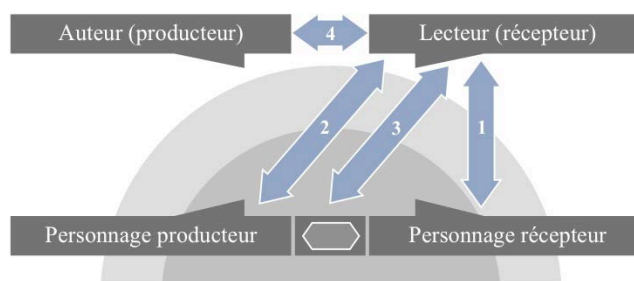 Auteur (producteur)
4
Lecteur (récepteur)
2
3
1
Personnage producteur
Personnage récepteur